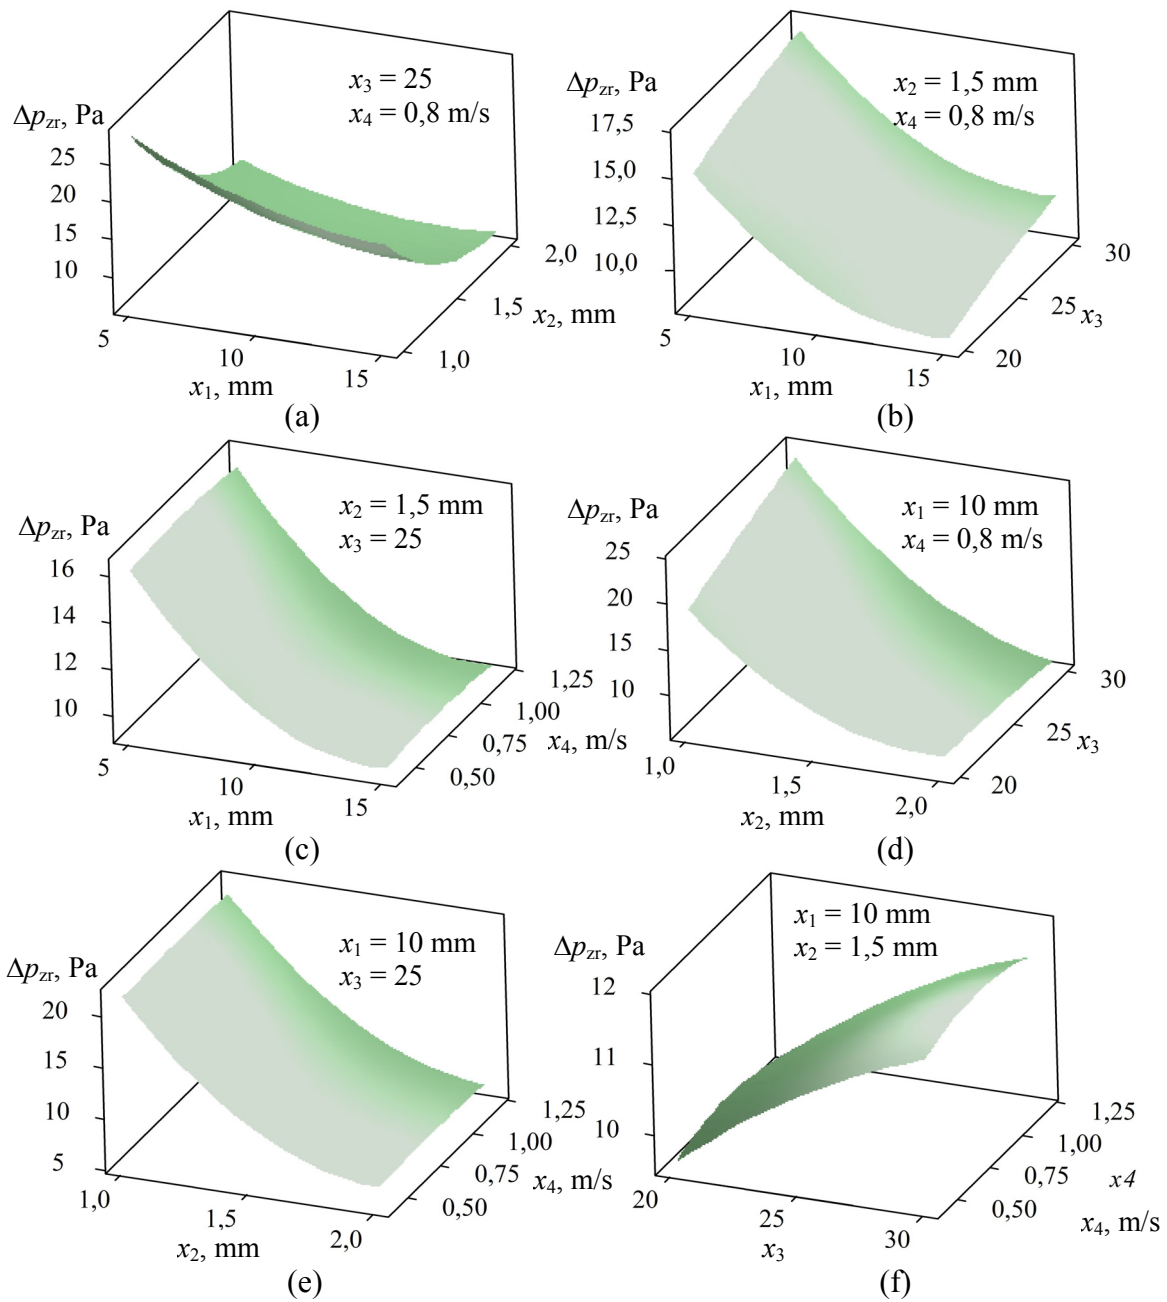 x3 = 25
x4 = 0,8 m/s
Δpzr, Pa
25
20
15
10
5
10
15
x1, mm
1,0
1,5
2,0
x2, mm
(a)
x2 = 1,5 mm
x4 = 0,8 m/s
Δpzr, Pa
17,5
15,0
12,5
10,0
5
10
15
x1, mm
20
25
30
x3
(b)
x2 = 1,5 mm
x3 = 25
Δpzr, Pa
16
14
12
10
5
10
15
x1, mm
0,50
0,75
1,00
1,25
x4, m/s
(c)
x1 = 10 mm
x4 = 0,8 m/s
Δpzr, Pa
25
20
15
10
1,0
1,5
2,0
x2, mm
20
25
30
x3
(d)
x1 = 10 mm
x3 = 25
Δpzr, Pa
20
15
10
5
1,0
1,5
2,0
x2, mm
0,50
0,75
1,00
1,25
x4, m/s
(e)
x1 = 10 mm
x2 = 1,5 mm
Δpzr, Pa
12
11
10
20
25
30
x3
0,50
0,75
1,00
1,25
x4
x4, m/s
(f)